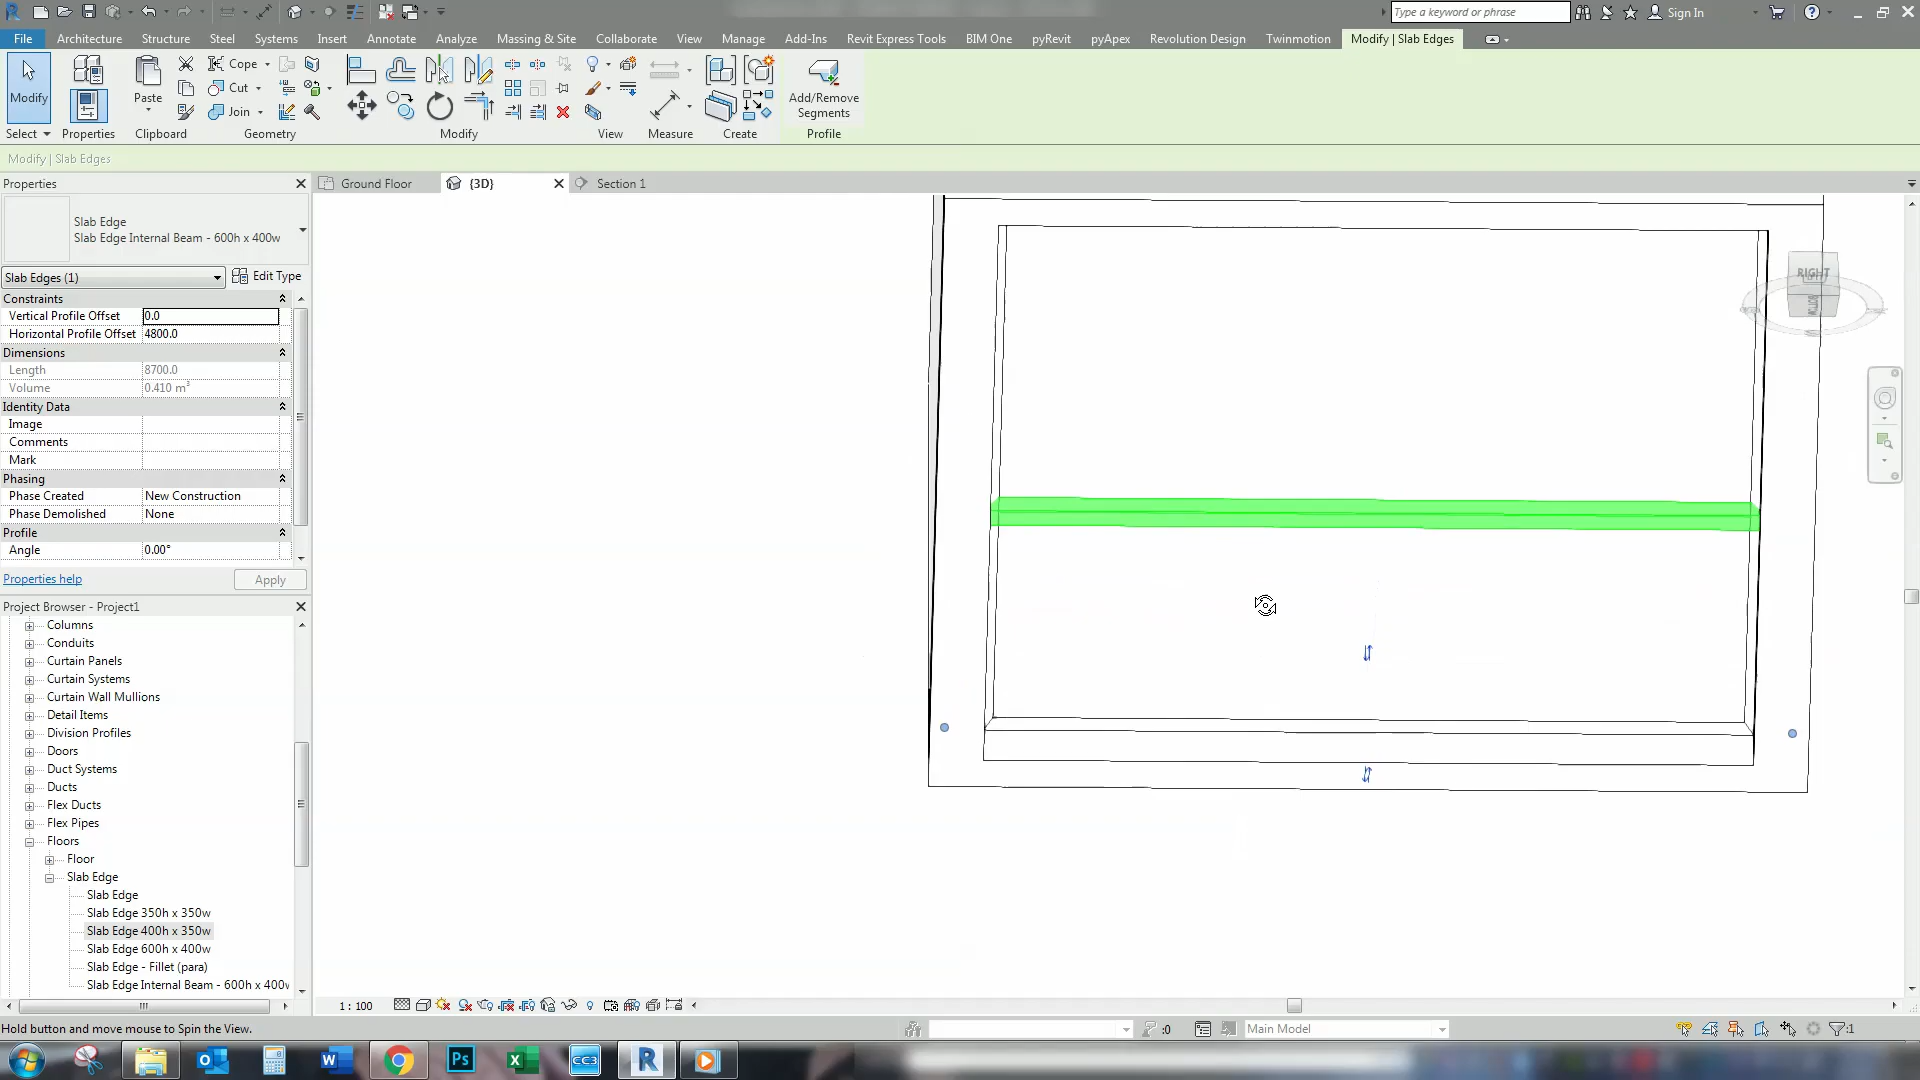 Type a keyword or phrase
Sign In
File Architecture Structure Steel Systems Insert Annotate Analyze Massing & Site Collaborate View Manage Add-Ins Revit Express Tools BIM One pyRevit pyApex Revolution Design Twinmotion Modify | Slab Edges
Modify
Paste
Cope
Cut
Join
Add/Remove
Segments
Select Properties Clipboard Geometry Modify View Measure Create Profile
Modify | Slab Edges
Properties
Ground Floor {3D} Section 1
Slab Edge
Slab Edge Internal Beam - 600h x 400w
Slab Edges (1) Edit Type
Constraints
Vertical Profile Offset 0.0
Horizontal Profile Offset 4800.0
Dimensions
Length 8700.0
Volume 0.410 m³
Identity Data
Image
Comments
Mark
Phasing
Phase Created New Construction
Phase Demolished None
Profile
Angle 0.00°
Properties help Apply
Project Browser - Project1
Columns
Conduits
Curtain Panels
Curtain Systems
Curtain Wall Mullions
Detail Items
Division Profiles
Doors
Duct Systems
Ducts
Flex Ducts
Flex Pipes
Floors
Floor
Slab Edge
Slab Edge
Slab Edge 350h x 350w
Slab Edge 400h x 350w
Slab Edge 600h x 400w
Slab Edge - Fillet (para)
Slab Edge Internal Beam - 600h x 400w
RIGHT
BOTTOM
1 : 100
Hold button and move mouse to Spin the View.
:0
Main Model
:1
W
Ps
X
CC3
R